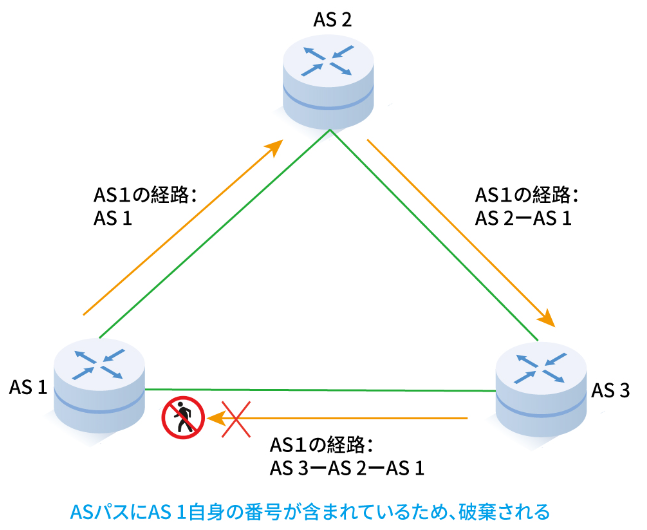 AS 2
AS１の経路：
AS 1
AS１の経路：
AS 2ーAS 1
AS 1
AS 3
AS１の経路：
AS 3ーAS 2ーAS 1
ASパスにAS 1自身の番号が含まれているため、破棄される